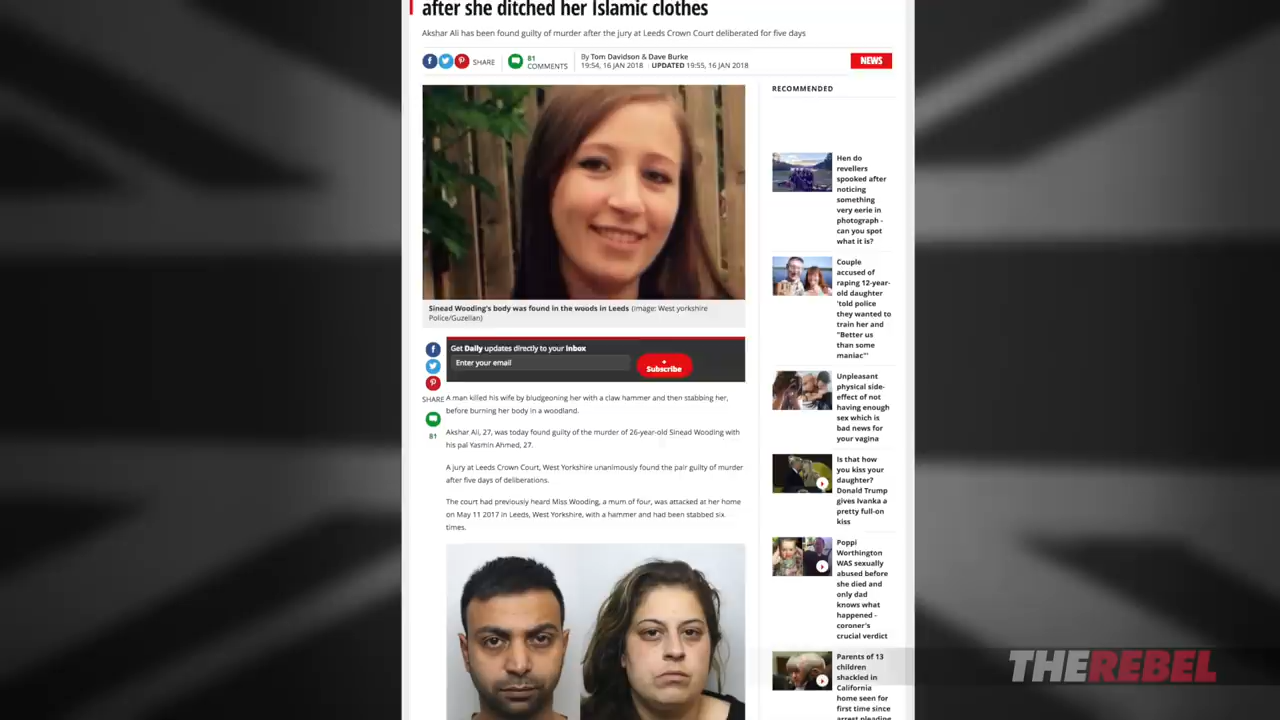 after she ditched her Islamic clothes
Akshar Ali has been found guilty of murder after the jury at Leeds Crown Court deliberated for five days
SHARE
81
COMMENTS
By Tom Davidson & Dave Burke
19:54, 16 JAN 2018 UPDATED 19:55, 16 JAN 2018
NEWS
Sinead Wooding's body was found in the woods in Leeds (Image: West yorkshire
Police/Guzelian)
Get Daily updates directly to your inbox
Enter your email
+
Subscribe
SHARE
81
A man killed his wife by bludgeoning her with a claw hammer and then stabbing her,
before burning her body in a woodland.
Akshar Ali, 27, was today found guilty of the murder of 26-year-old Sinead Wooding with
his pal Yasmin Ahmed, 27.
A jury at Leeds Crown Court, West Yorkshire unanimously found the pair guilty of murder
after five days of deliberations.
The court had previously heard Miss Wooding, a mum of four, was attacked at her home
on May 11 2017 in Leeds, West Yorkshire, with a hammer and had been stabbed six
times.
RECOMMENDED
Hen do
revellers
spooked after
noticing
something
very eerie in
photograph -
can you spot
what it is?
Couple
accused of
raping 12-year-
old daughter
'told police
they wanted to
train her and
"Better us
than some
maniac"'
Unpleasant
physical side-
effect of not
having enough
sex which is
bad news for
your vagina
Is that how
you kiss your
daughter?
Donald Trump
gives Ivanka a
pretty full-on
kiss
Poppi
Worthington
WAS sexually
abused before
she died and
only dad
knows what
happened -
coroner's
crucial verdict
Parents of 13
children
shackled in
California
home seen for
first time since
arrest pleading
THEREBEL